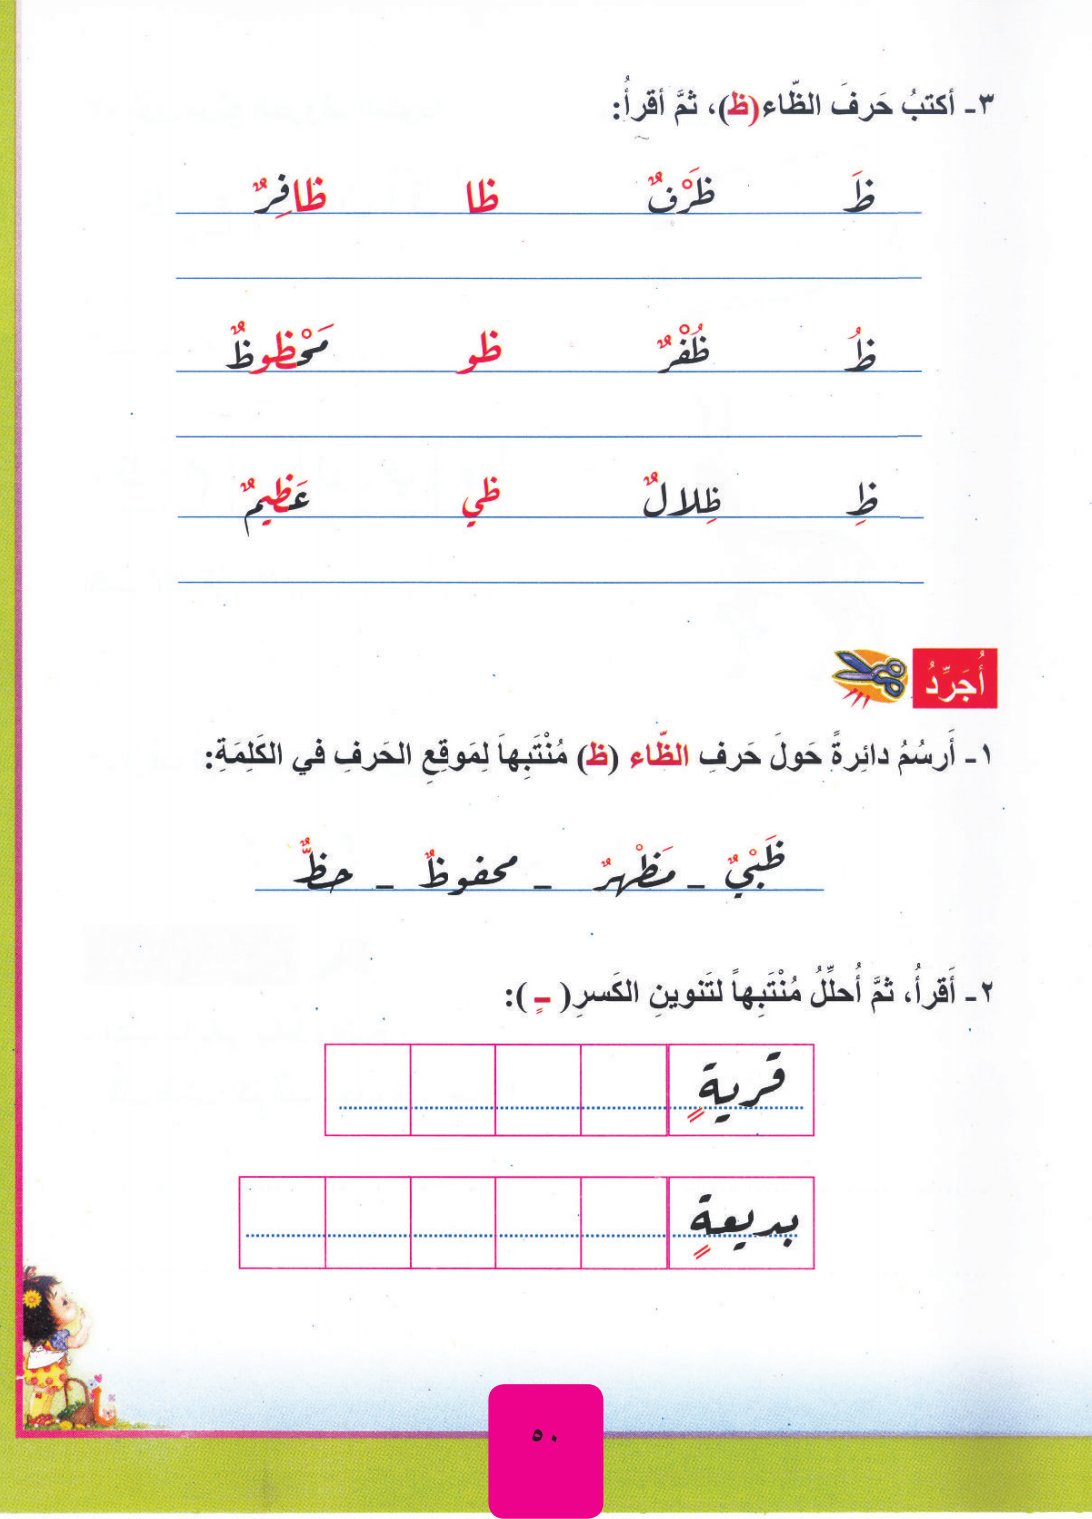 ٣- أكتبُ حَرفَ الظّاء(ظ)، ثمَّ أقرأُ:
ظَ ظَرْفٌ ظا ظافِرٌ
ظُ ظُفْرٌ ظو مَحْظوظٌ
ظِ ظِلالٌ ظي عَظيمٌ
أُجَرِّدُ
١- أَرسُمُ دائِرةً حَولَ حَرفِ الظّاء (ظ) مُنْتَبِهاَ لِمَوقِعِ الحَرفِ في الكَلِمَةِ:
ظَبْيٌ - مَظْهرٌ - محفوظٌ - حظٌّ
٢- أَقرأُ، ثمَّ أُحلِّلُ مُنْتَبِهاً لتَنوينِ الكَسرِ( ـٍ ):
قريةٍ
بديعةٍ
٥٠